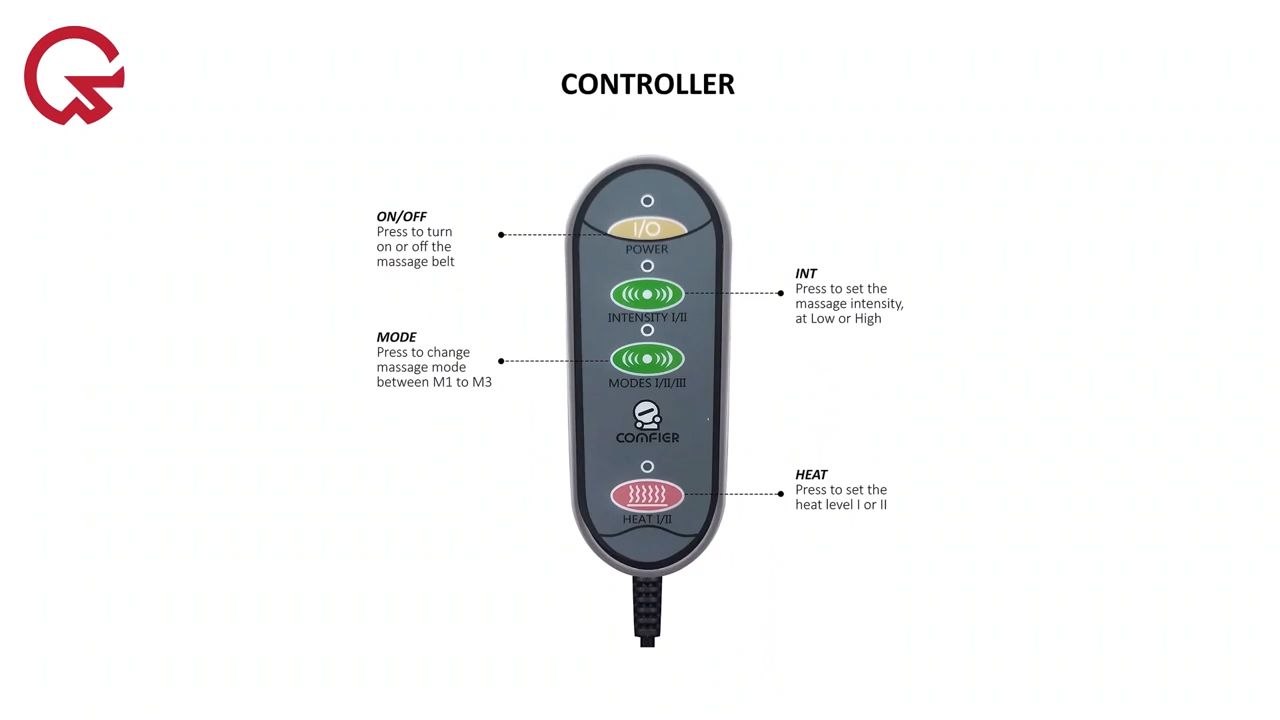 CONTROLLER
ON/OFF
Press to turn
on or off the
massage belt
I/O
POWER
INT
Press to set the
massage intensity,
at Low or High
INTENSITY I/II
MODE
Press to change
massage mode
between M1 to M3
MODES I/II/III
COMFIER
HEAT
Press to set the
heat level I or II
HEAT I/II